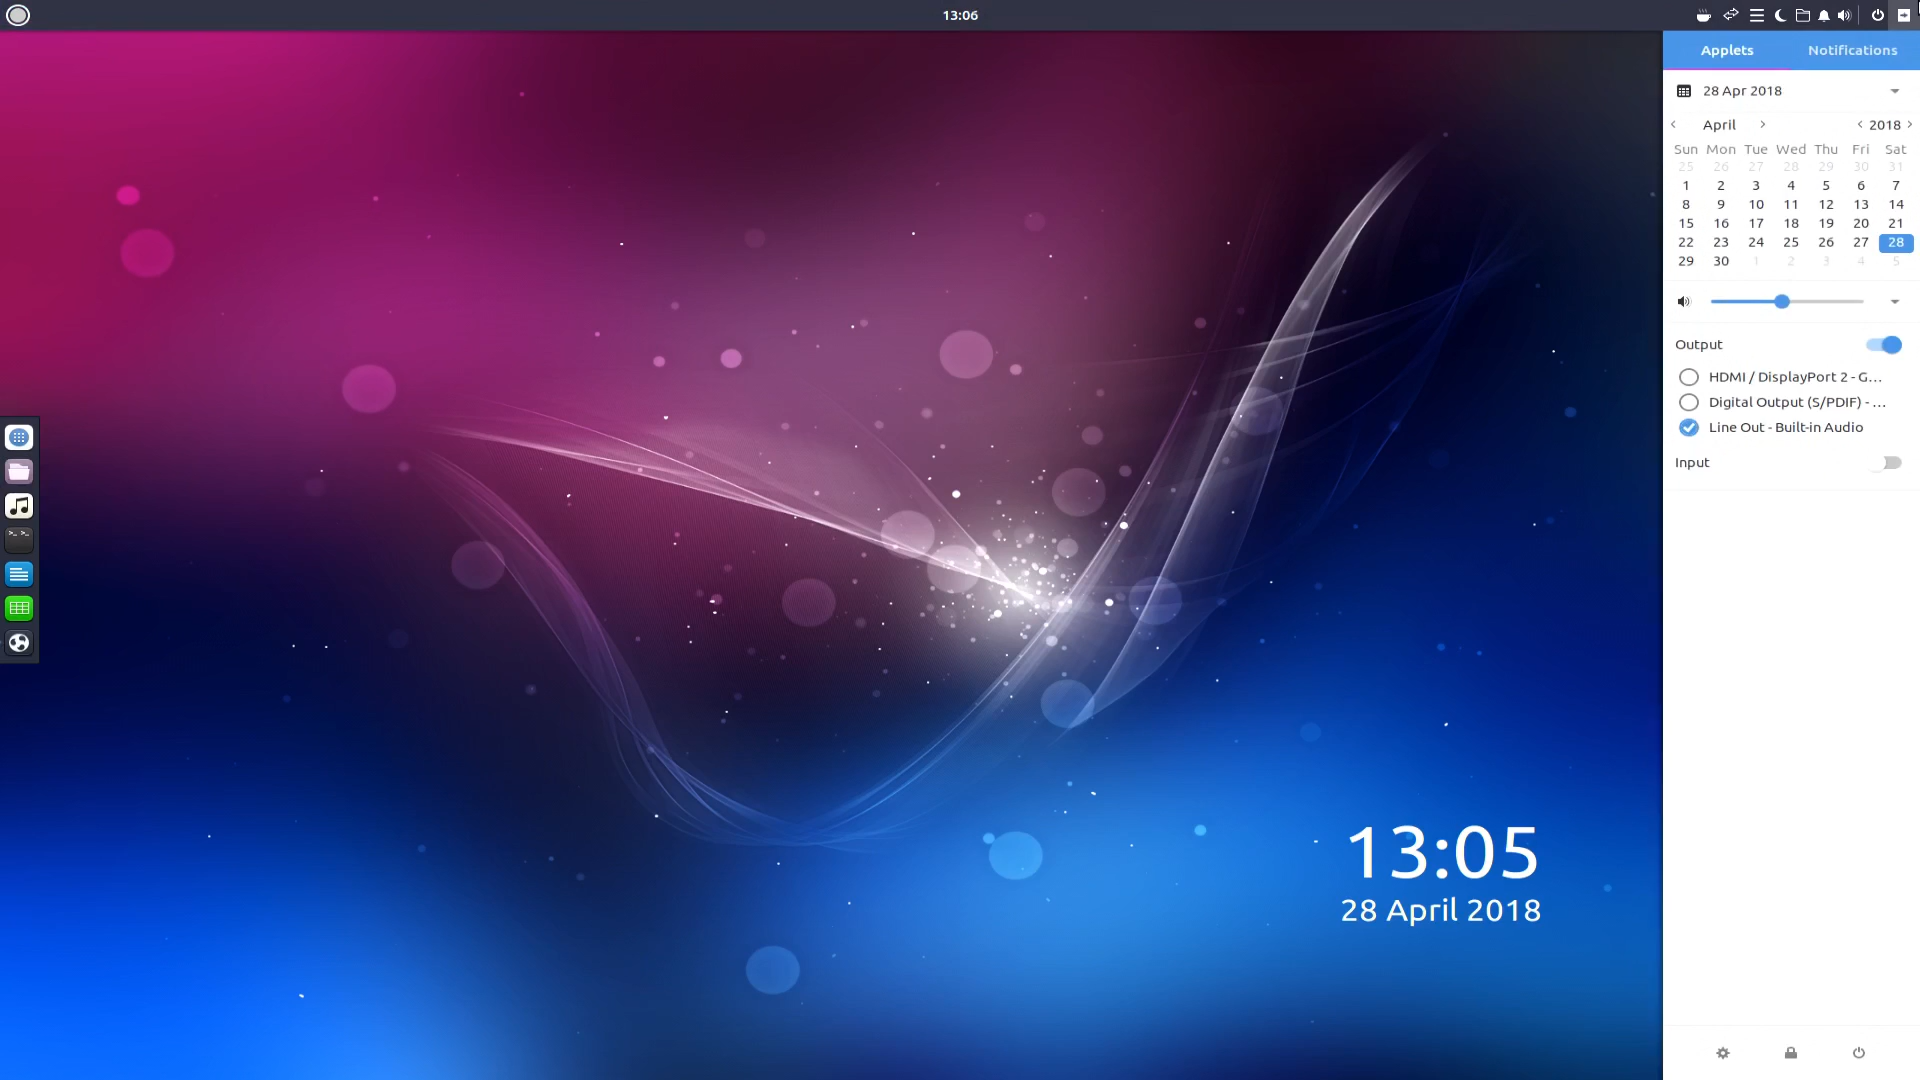 13:06
Applets Notifications
28 Apr 2018
April 2018
Sun Mon Tue Wed Thu Fri Sat
25 26 27 28 29 30 31
1 2 3 4 5 6 7
8 9 10 11 12 13 14
15 16 17 18 19 20 21
22 23 24 25 26 27 28
29 30 1 2 3 4 5
Output
HDMI / DisplayPort 2 - G...
Digital Output (S/PDIF) - ...
Line Out - Built-in Audio
Input
13:05
28 April 2018